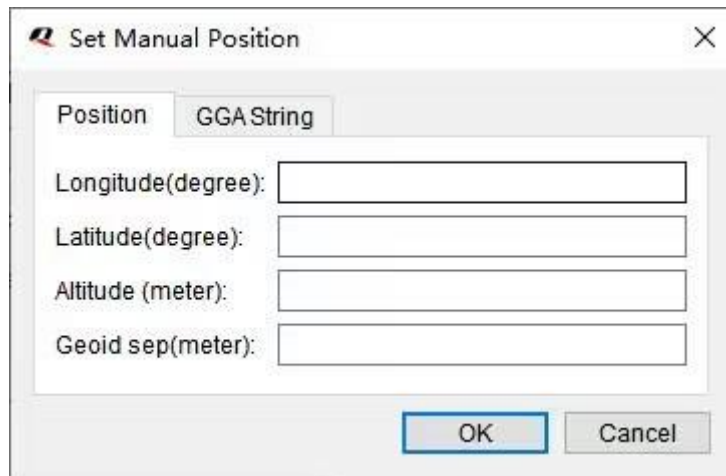 Set Manual Position
Position
GGA String
Longitude(degree):
Latitude(degree):
Altitude (meter):
Geoid sep(meter):
OK
Cancel